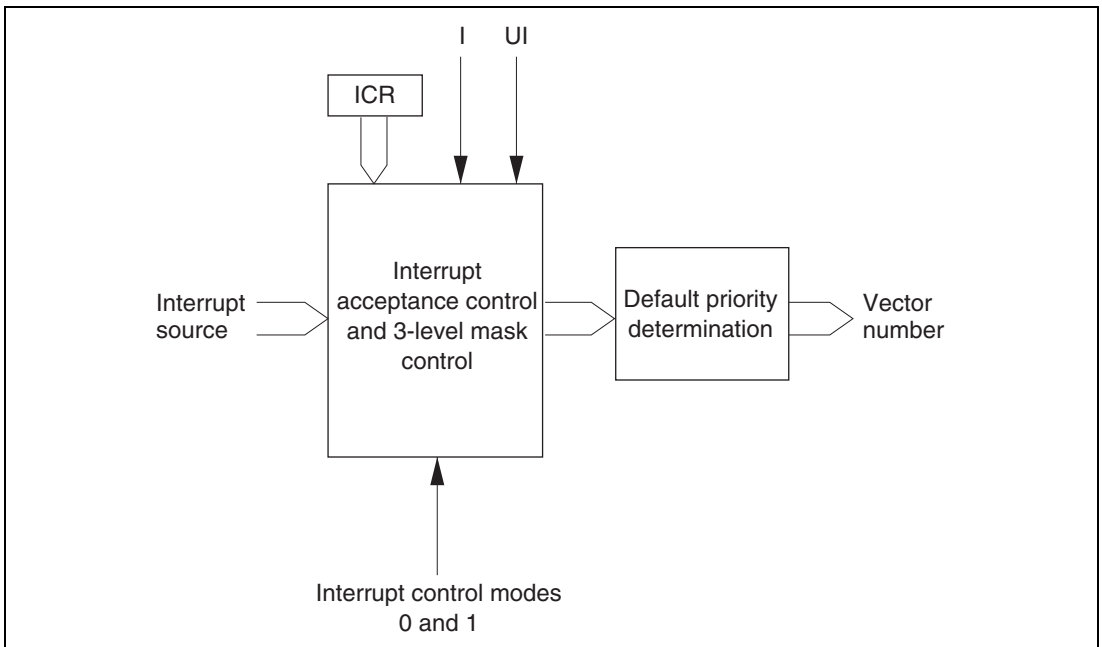 I
UI
ICR
Interrupt
acceptance control
and 3-level mask
control
Interrupt
source
Default priority
determination
Vector
number
Interrupt control modes
0 and 1